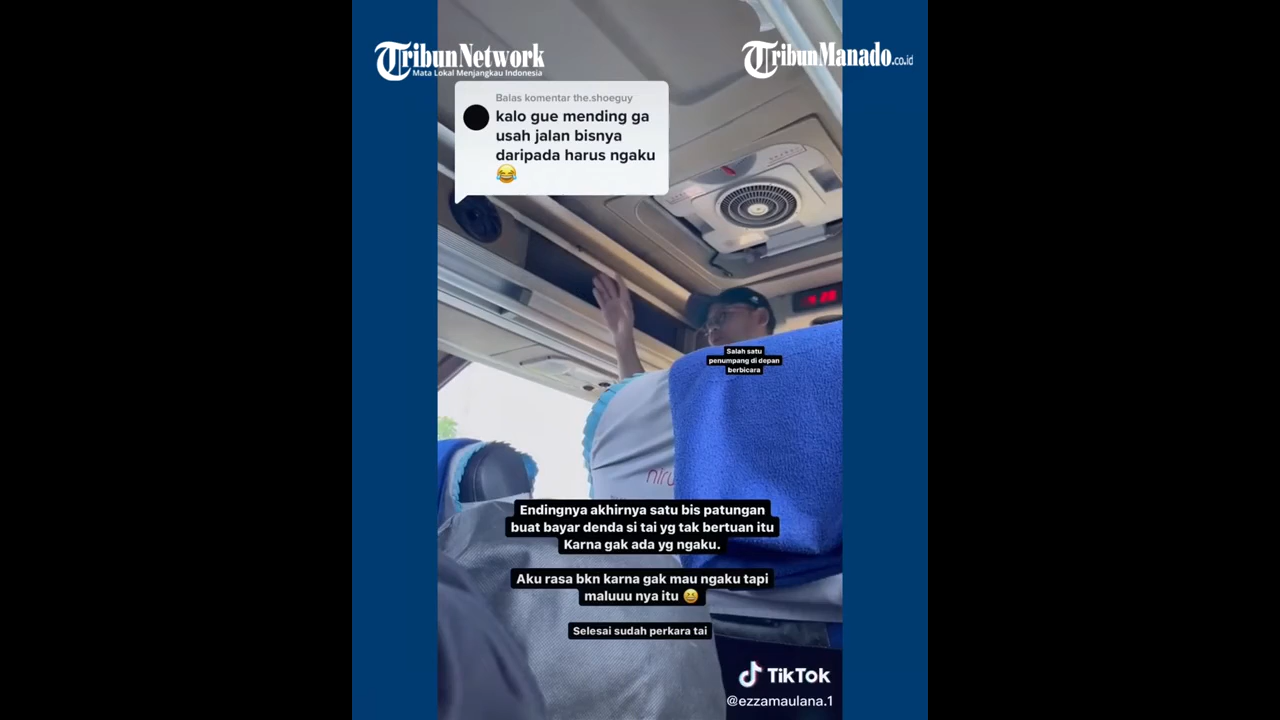 TribunNetwork
Mata Lokal Menjangkau Indonesia
TribunManado.co.id
Balas komentar the.shoeguy
kalo gue mending ga
usah jalan bisnya
daripada harus ngaku
😂
Salah satu
penumpang di depan
berbicara
Endingnya akhirnya satu bis patungan
buat bayar denda si tai yg tak bertuan itu
Karna gak ada yg ngaku.
Aku rasa bkn karna gak mau ngaku tapi
maluuu nya itu 😆
Selesai sudah perkara tai
TikTok
@ezzamaulana.1